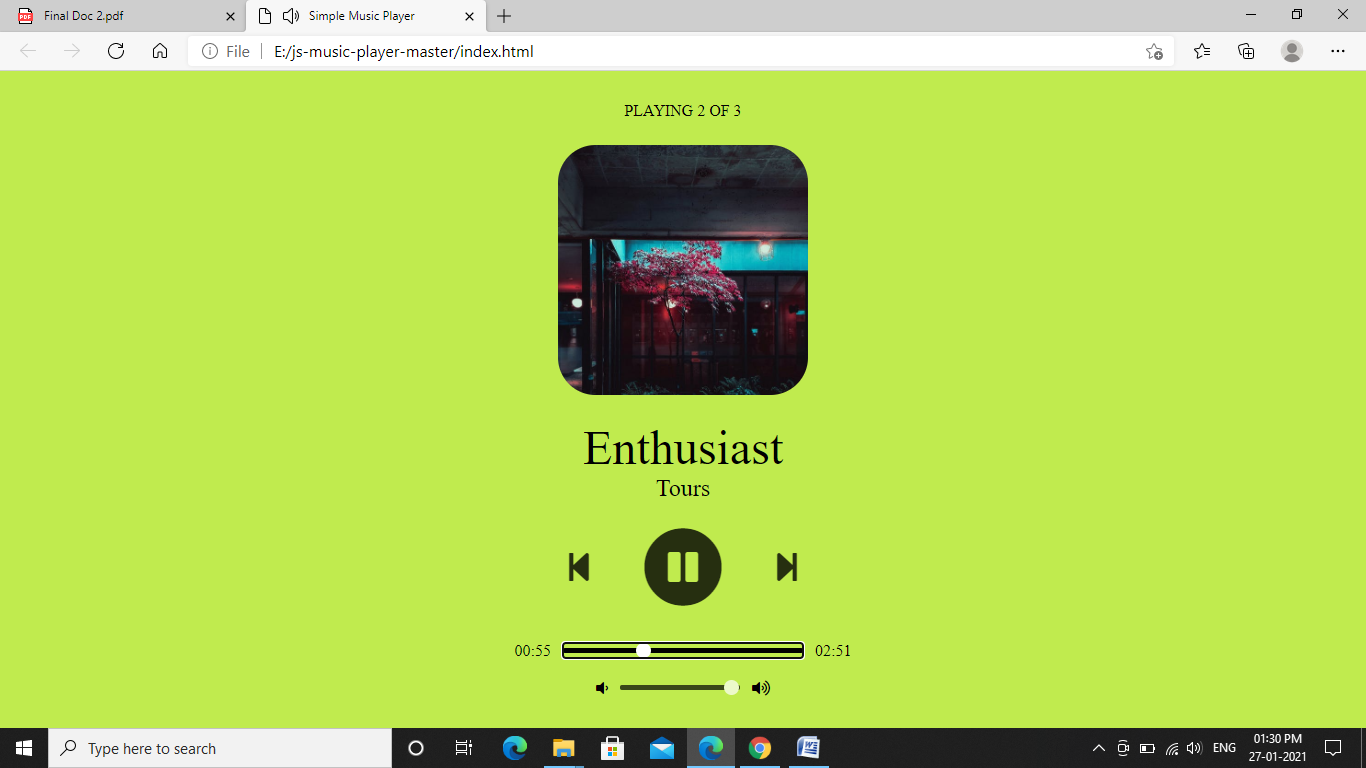 Final Doc 2.pdf
Simple Music Player
File
E:/js-music-player-master/index.html
PLAYING 2 OF 3
Enthusiast
Tours
00:55
02:51
Type here to search
ENG
01:30 PM
27-01-2021